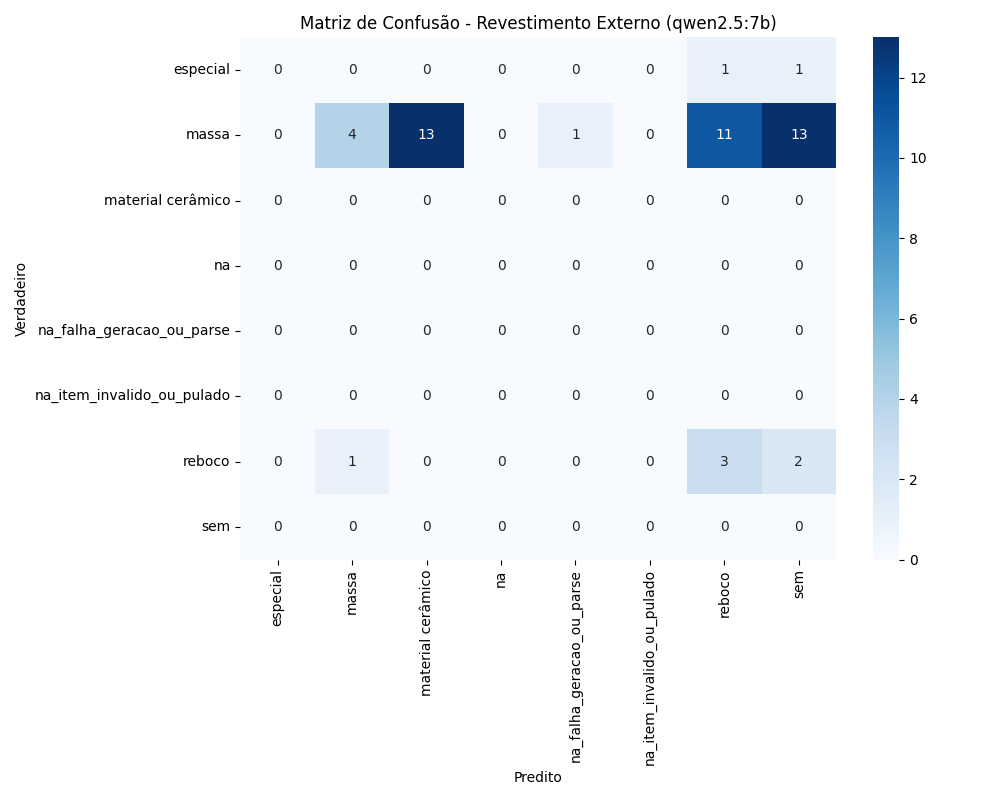 Matriz de Confusão - Revestimento Externo (qwen2.5:7b)
especial 0 0 0 0 0 0 1 1
massa 0 4 13 0 1 0 11 13
material cerâmico 0 0 0 0 0 0 0 0
na 0 0 0 0 0 0 0 0
na_falha_geracao_ou_parse 0 0 0 0 0 0 0 0
na_item_invalido_ou_pulado 0 0 0 0 0 0 0 0
reboco 0 1 0 0 0 0 3 2
sem 0 0 0 0 0 0 0 0
Verdadeiro
especial
massa
material cerâmico
na
na_falha_geracao_ou_parse
na_item_invalido_ou_pulado
reboco
sem
Predito
12
10
8
6
4
2
0